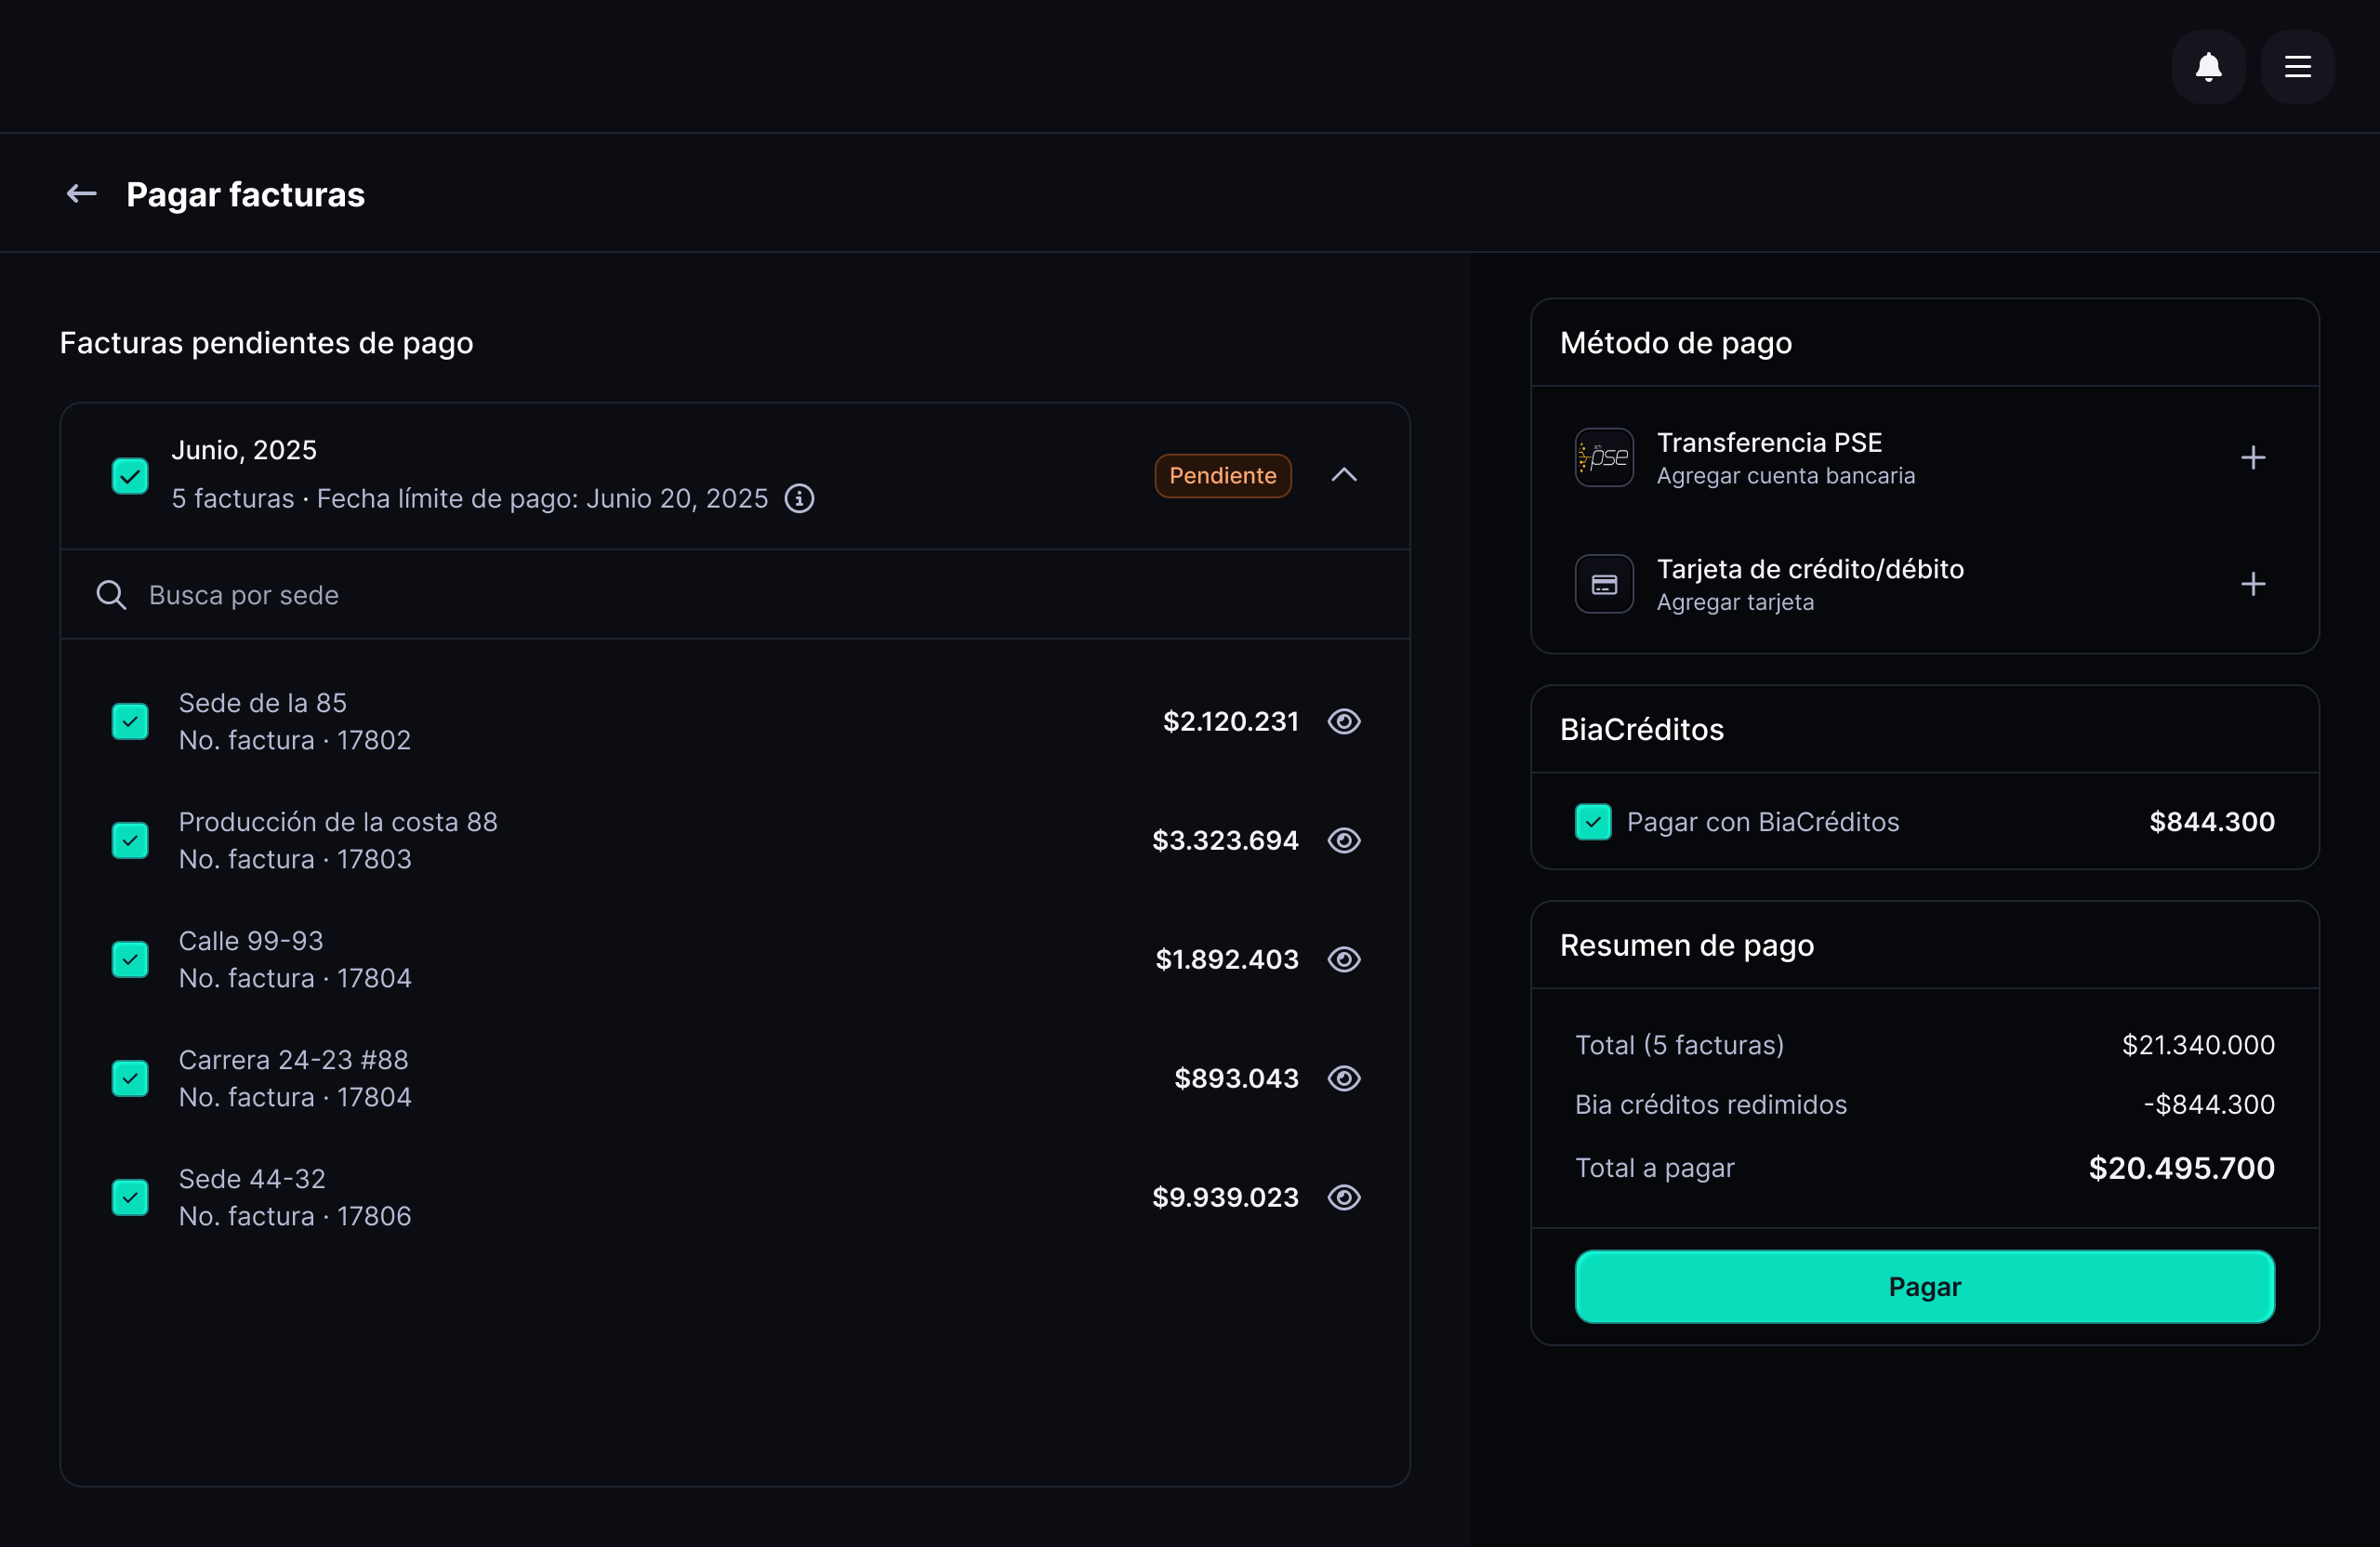 Pagar facturas
Facturas pendientes de pago
Junio, 2025
5 facturas · Fecha límite de pago: Junio 20, 2025
Pendiente
Busca por sede
Sede de la 85
No. factura · 17802
$2.120.231
Producción de la costa 88
No. factura · 17803
$3.323.694
Calle 99-93
No. factura · 17804
$1.892.403
Carrera 24-23 #88
No. factura · 17804
$893.043
Sede 44-32
No. factura · 17806
$9.939.023
Método de pago
pse
Transferencia PSE
Agregar cuenta bancaria
Tarjeta de crédito/débito
Agregar tarjeta
BiaCréditos
Pagar con BiaCréditos
$844.300
Resumen de pago
Total (5 facturas)
$21.340.000
Bia créditos redimidos
-$844.300
Total a pagar
$20.495.700
Pagar